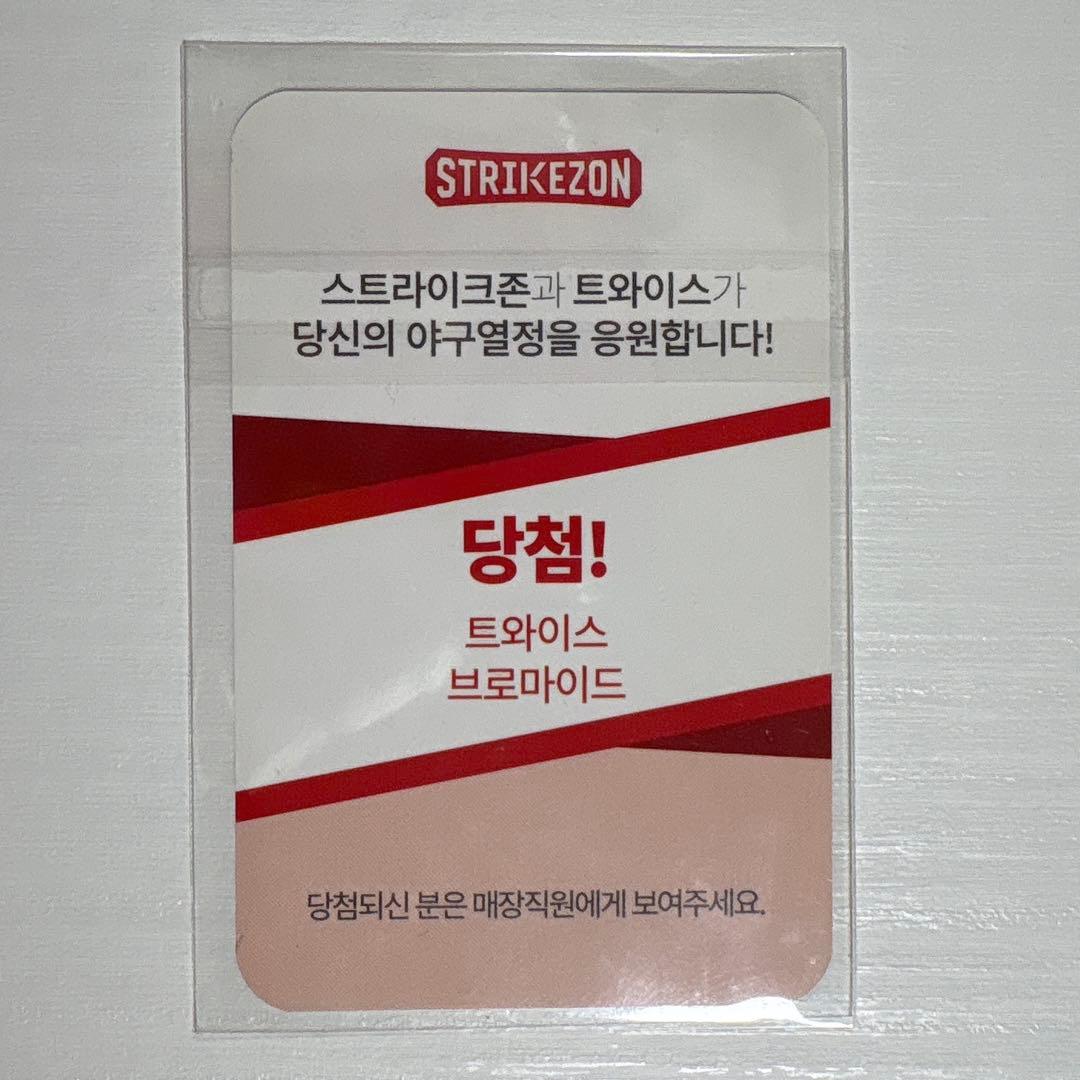 STRIKEZON
스트라이크존과 트와이스가
당신의 야구열정을 응원합니다!
당첨!
트와이스
브로마이드
당첨되신 분은 매장직원에게 보여주세요.